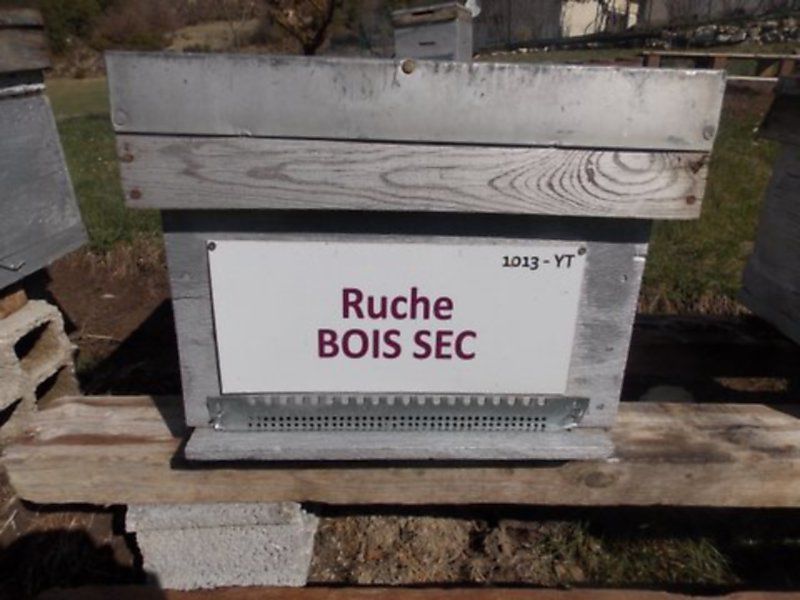 1013 - YT
Ruche
BOIS SEC